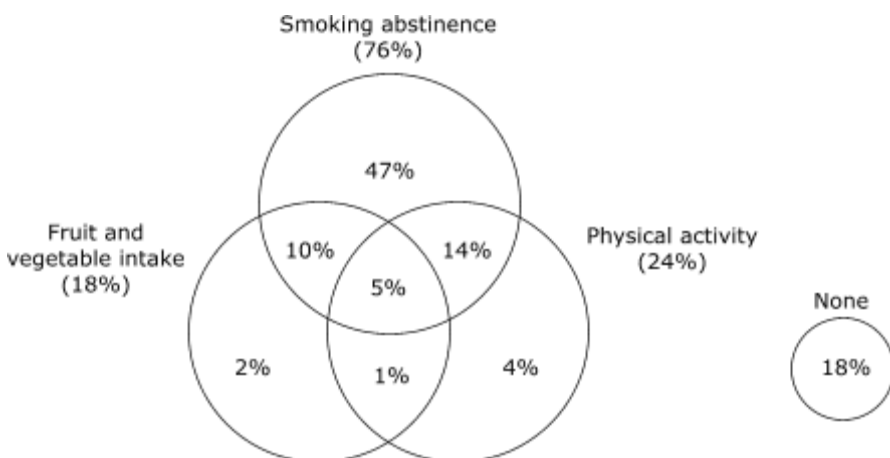 Smoking abstinence
(76%)
47%
Fruit and
vegetable intake
(18%)
10%
14%
Physical activity
(24%)
5%
None
2%
1%
4%
18%